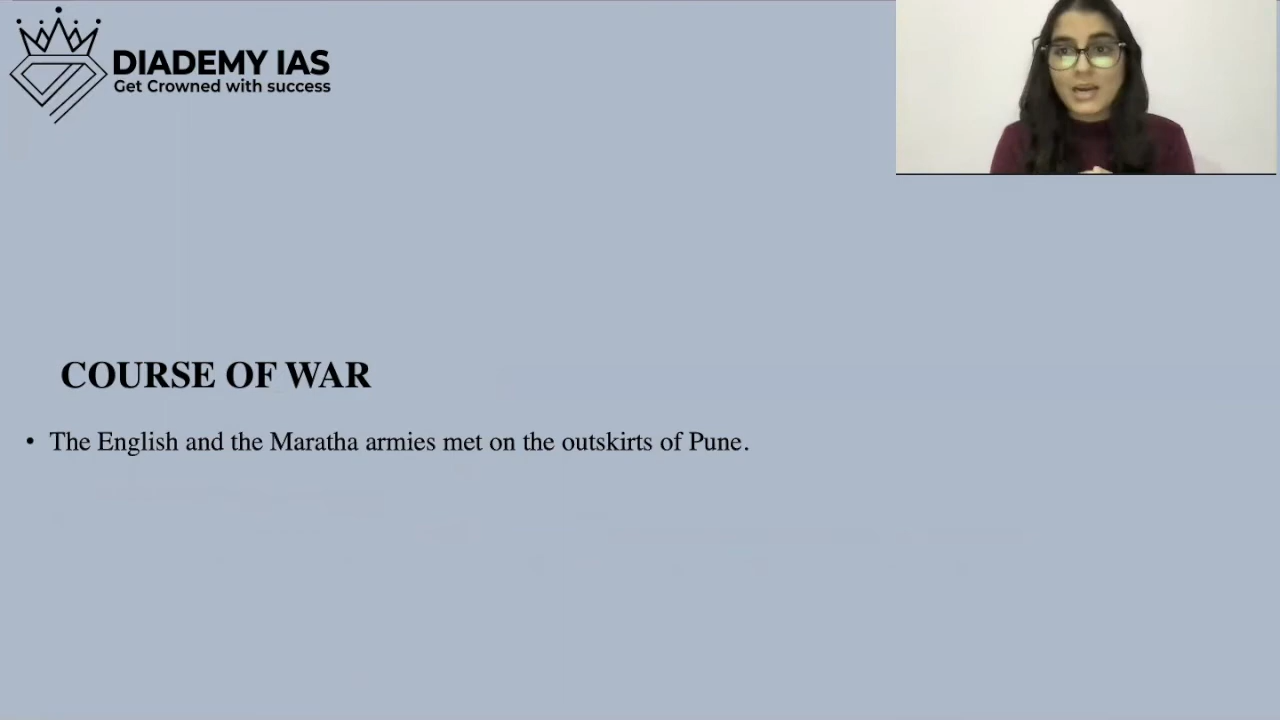 DIADEMY IAS
Get Crowned with success
COURSE OF WAR
• The English and the Maratha armies met on the outskirts of Pune.